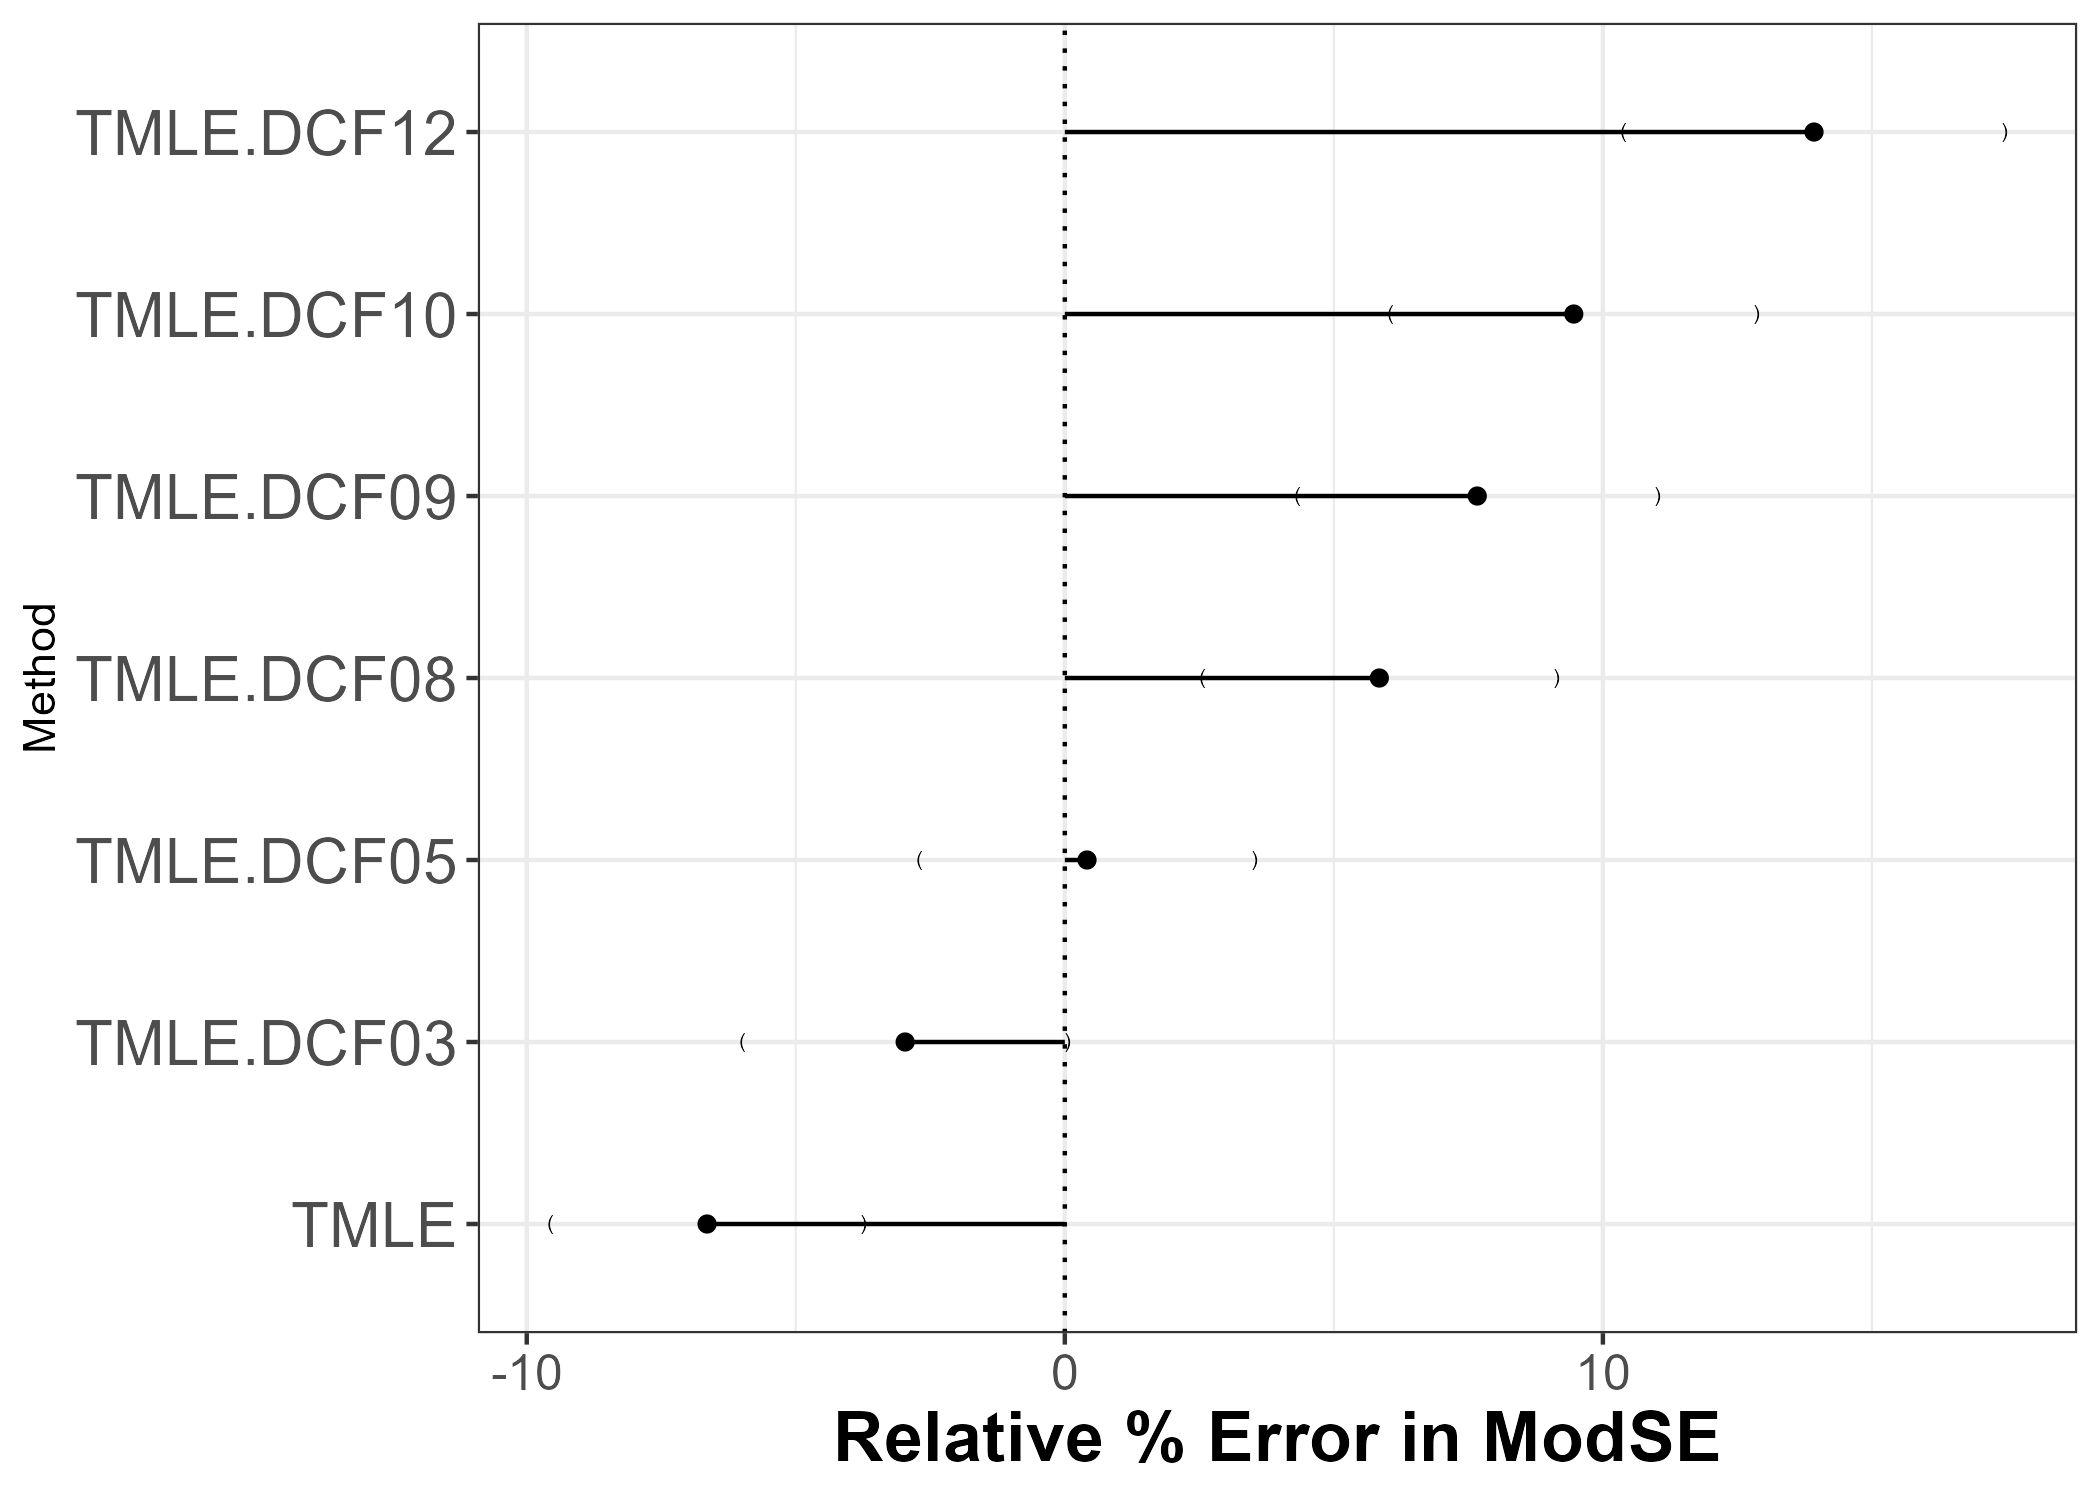 TMLE.DCF12
TMLE.DCF10
TMLE.DCF09
TMLE.DCF08
TMLE.DCF05
TMLE.DCF03
TMLE
Method
-10 0 10
Relative % Error in ModSE